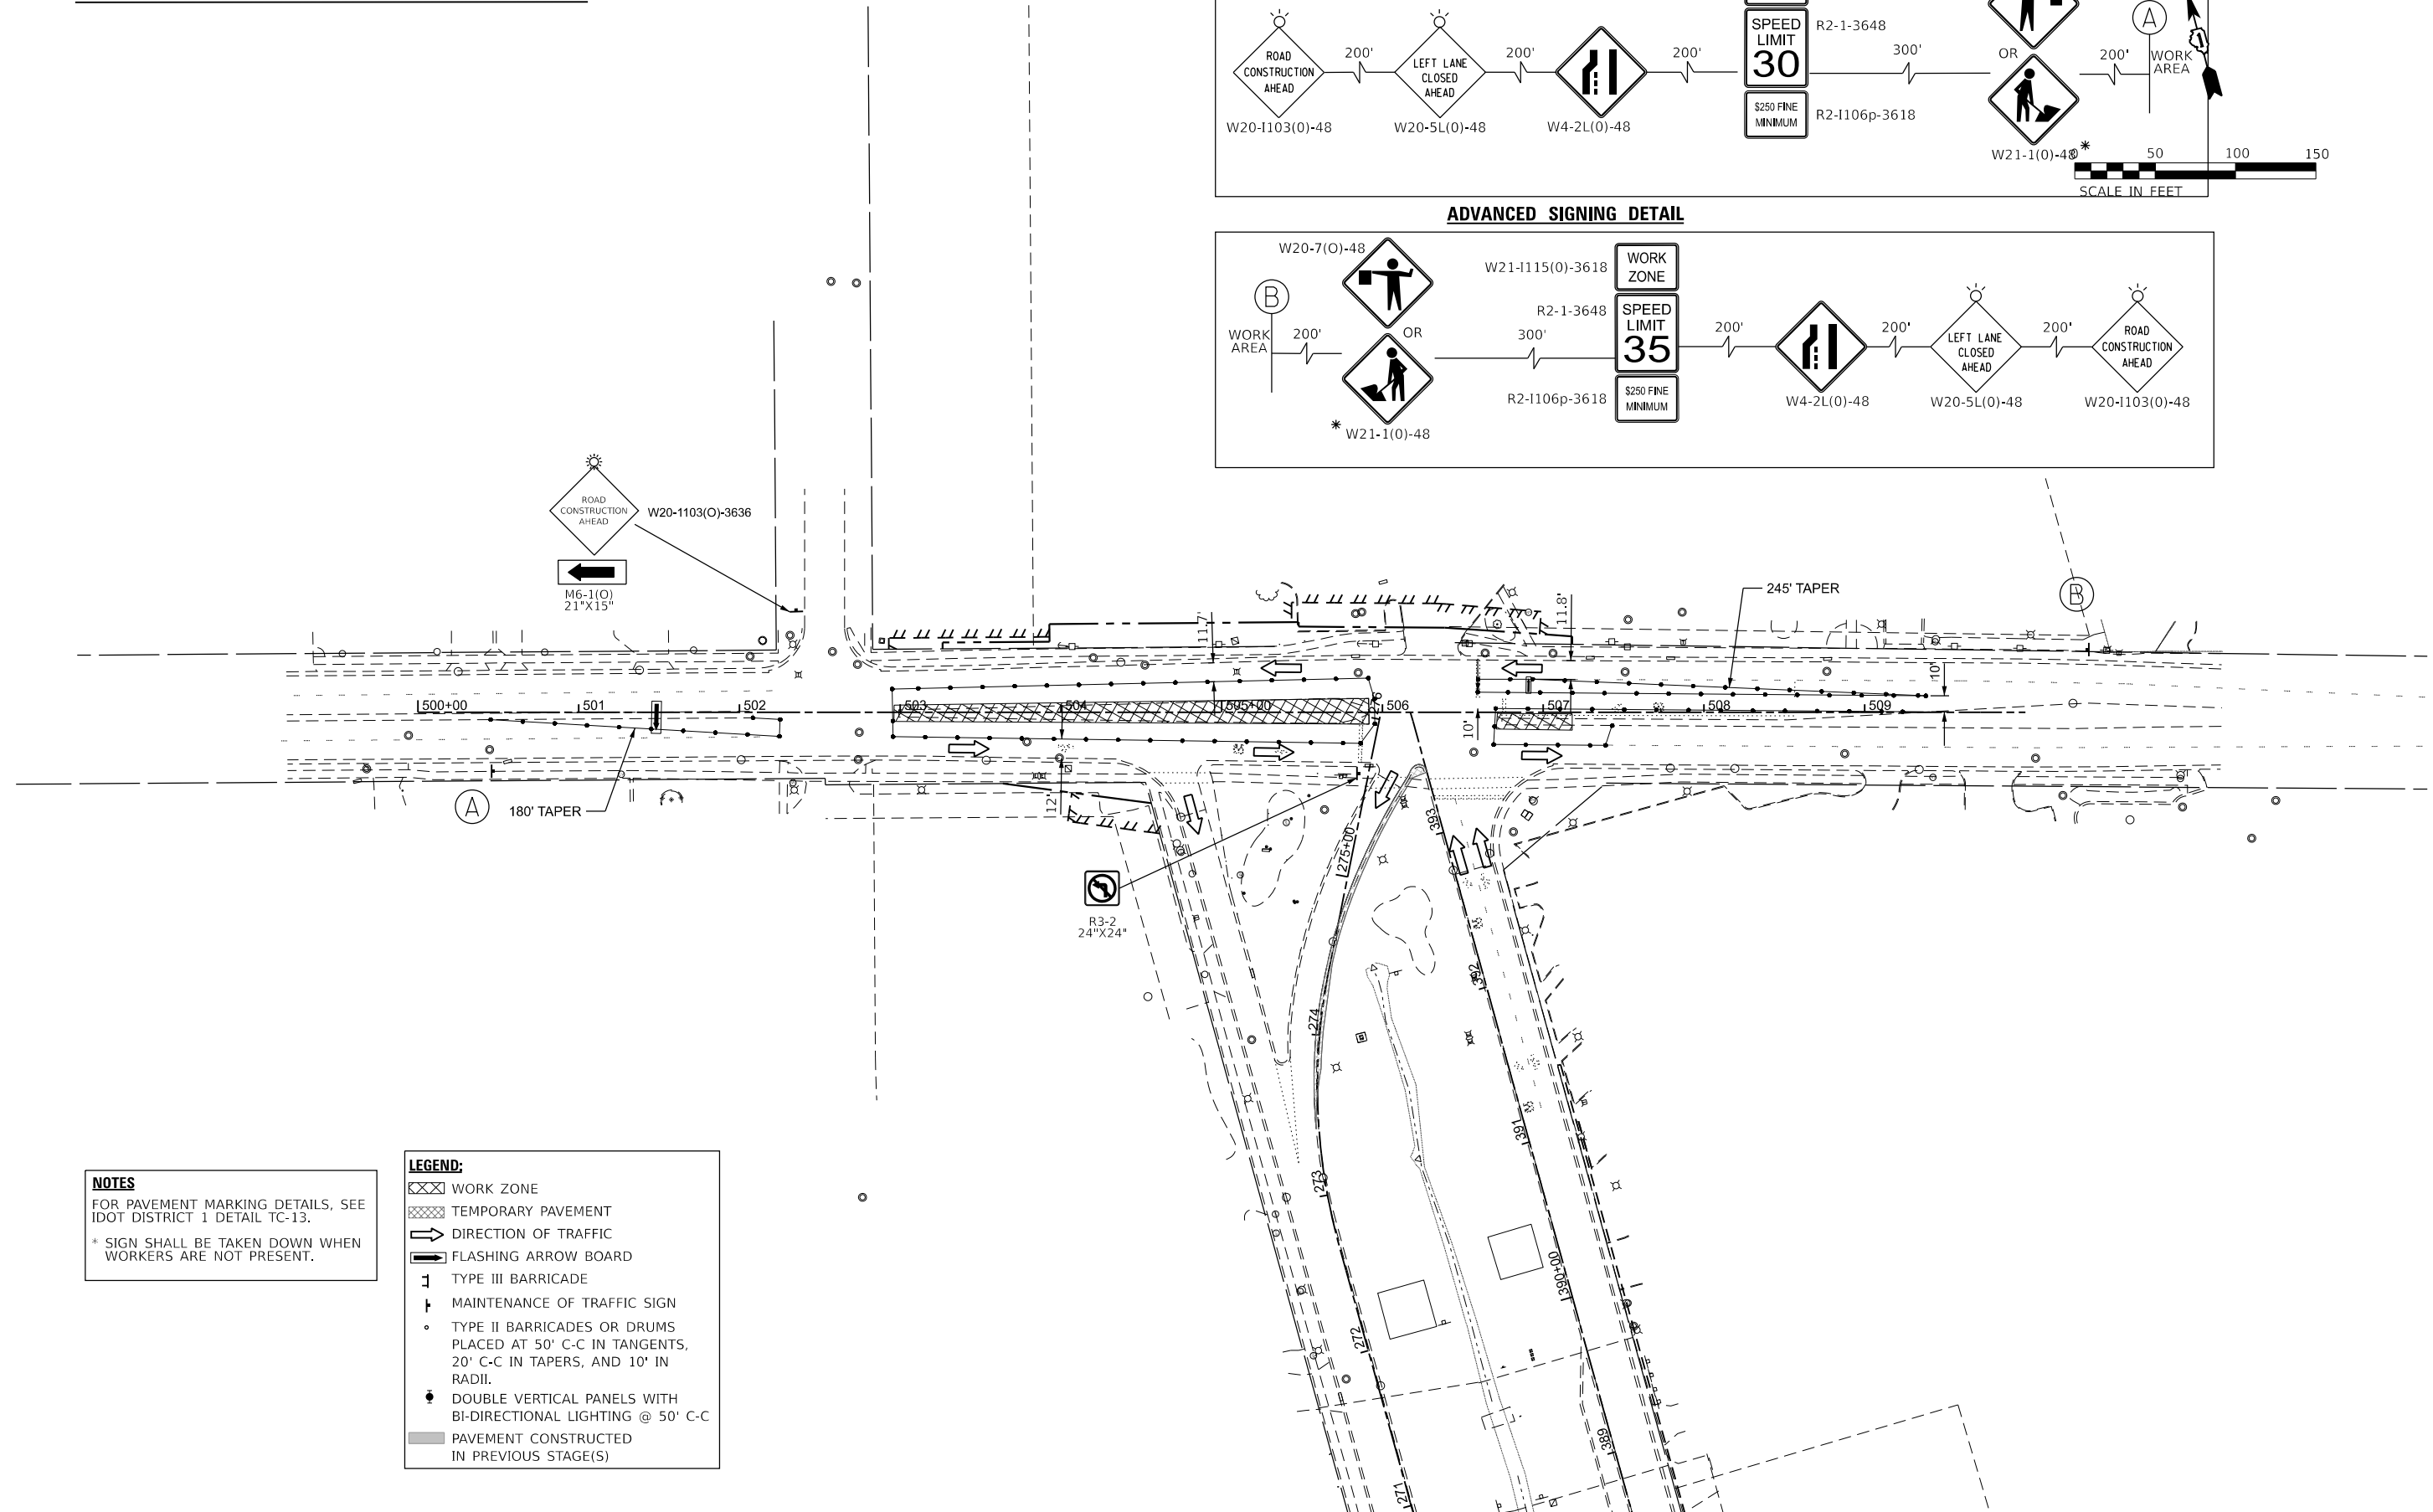 ROAD
CONSTRUCTION
AHEAD
W20-I103(0)-48
200'
LEFT LANE
CLOSED
AHEAD
W20-5L(0)-48
200'
W4-2L(0)-48
200'
SPEED
LIMIT
30
R2-1-3648
$250 FINE
MINIMUM
R2-I106p-3618
300'
OR
W21-1(0)-48
*
200'
A
WORK
AREA
1
0 50 100 150
SCALE IN FEET
ADVANCED SIGNING DETAIL
B
WORK
AREA
200'
W20-7(O)-48
OR
* W21-1(0)-48
300'
W21-I115(0)-3618
WORK
ZONE
R2-1-3648
SPEED
LIMIT
35
R2-I106p-3618
$250 FINE
MINIMUM
200'
W4-2L(0)-48
200'
LEFT LANE
CLOSED
AHEAD
W20-5L(0)-48
200'
ROAD
CONSTRUCTION
AHEAD
W20-I103(0)-48
ROAD
CONSTRUCTION
AHEAD
W20-1103(O)-3636
M6-1(O)
21"X15"
245' TAPER
B
11.7'
11.8'
10'
500+00
501
502
503
504
505+00
506
507
508
509
276
10'
12'
A
180' TAPER
R3-2
24"X24"
275+00
274
273
272
271
393
392
391
390+00
389
NOTES
FOR PAVEMENT MARKING DETAILS, SEE
IDOT DISTRICT 1 DETAIL TC-13.
* SIGN SHALL BE TAKEN DOWN WHEN
WORKERS ARE NOT PRESENT.
LEGEND:
WORK ZONE
TEMPORARY PAVEMENT
DIRECTION OF TRAFFIC
FLASHING ARROW BOARD
TYPE III BARRICADE
MAINTENANCE OF TRAFFIC SIGN
TYPE II BARRICADES OR DRUMS
PLACED AT 50' C-C IN TANGENTS,
20' C-C IN TAPERS, AND 10' IN
RADII.
DOUBLE VERTICAL PANELS WITH
BI-DIRECTIONAL LIGHTING @ 50' C-C
PAVEMENT CONSTRUCTED
IN PREVIOUS STAGE(S)